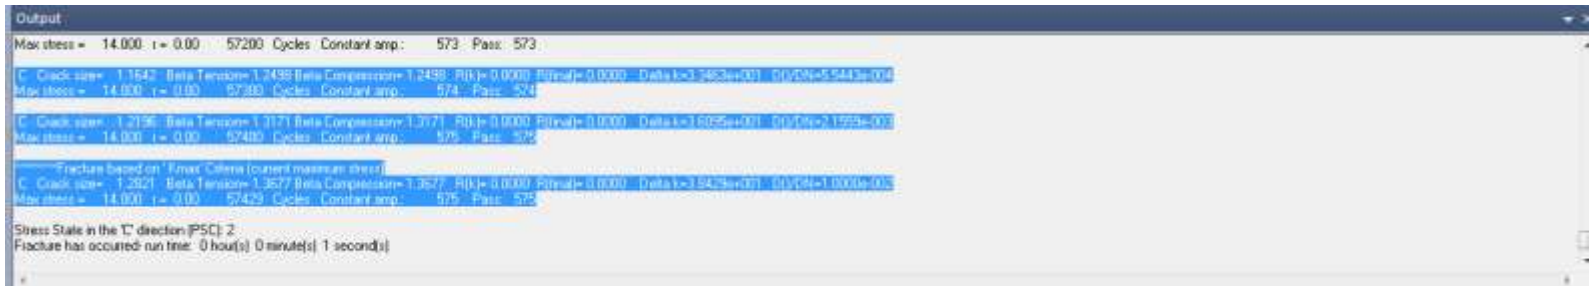 Output
Max stress = 14.000 r = 0.00 57200 Cycles Constant amp.: 573 Pass: 573
C Crack size= 1.1642 Beta Tension= 1.2498 Beta Compression= 1.2498 R(k)= 0.0000 R(final)= 0.0000 Delta k=3.3463e+001 D()/DN=5.5443e-004
Max stress = 14.000 r = 0.00 57300 Cycles Constant amp.: 574 Pass: 574
C Crack size= 1.2196 Beta Tension= 1.3171 Beta Compression= 1.3171 R(k)= 0.0000 R(final)= 0.0000 Delta k=3.6095e+001 D()/DN=2.1559e-003
Max stress = 14.000 r = 0.00 57400 Cycles Constant amp.: 575 Pass: 575
Fracture based on "Kmax" Criteria (current maximum stress)
C Crack size= 1.2821 Beta Tension= 1.3677 Beta Compression= 1.3677 R(k)= 0.0000 R(final)= 0.0000 Delta k=3.8429e+001 D()/DN=1.0000e-002
Max stress = 14.000 r = 0.00 57429 Cycles Constant amp.: 575 Pass: 575
Stress State in the 'C' direction (PSC): 2
Fracture has occurred- run time: 0 hour(s) 0 minute(s) 1 second(s)